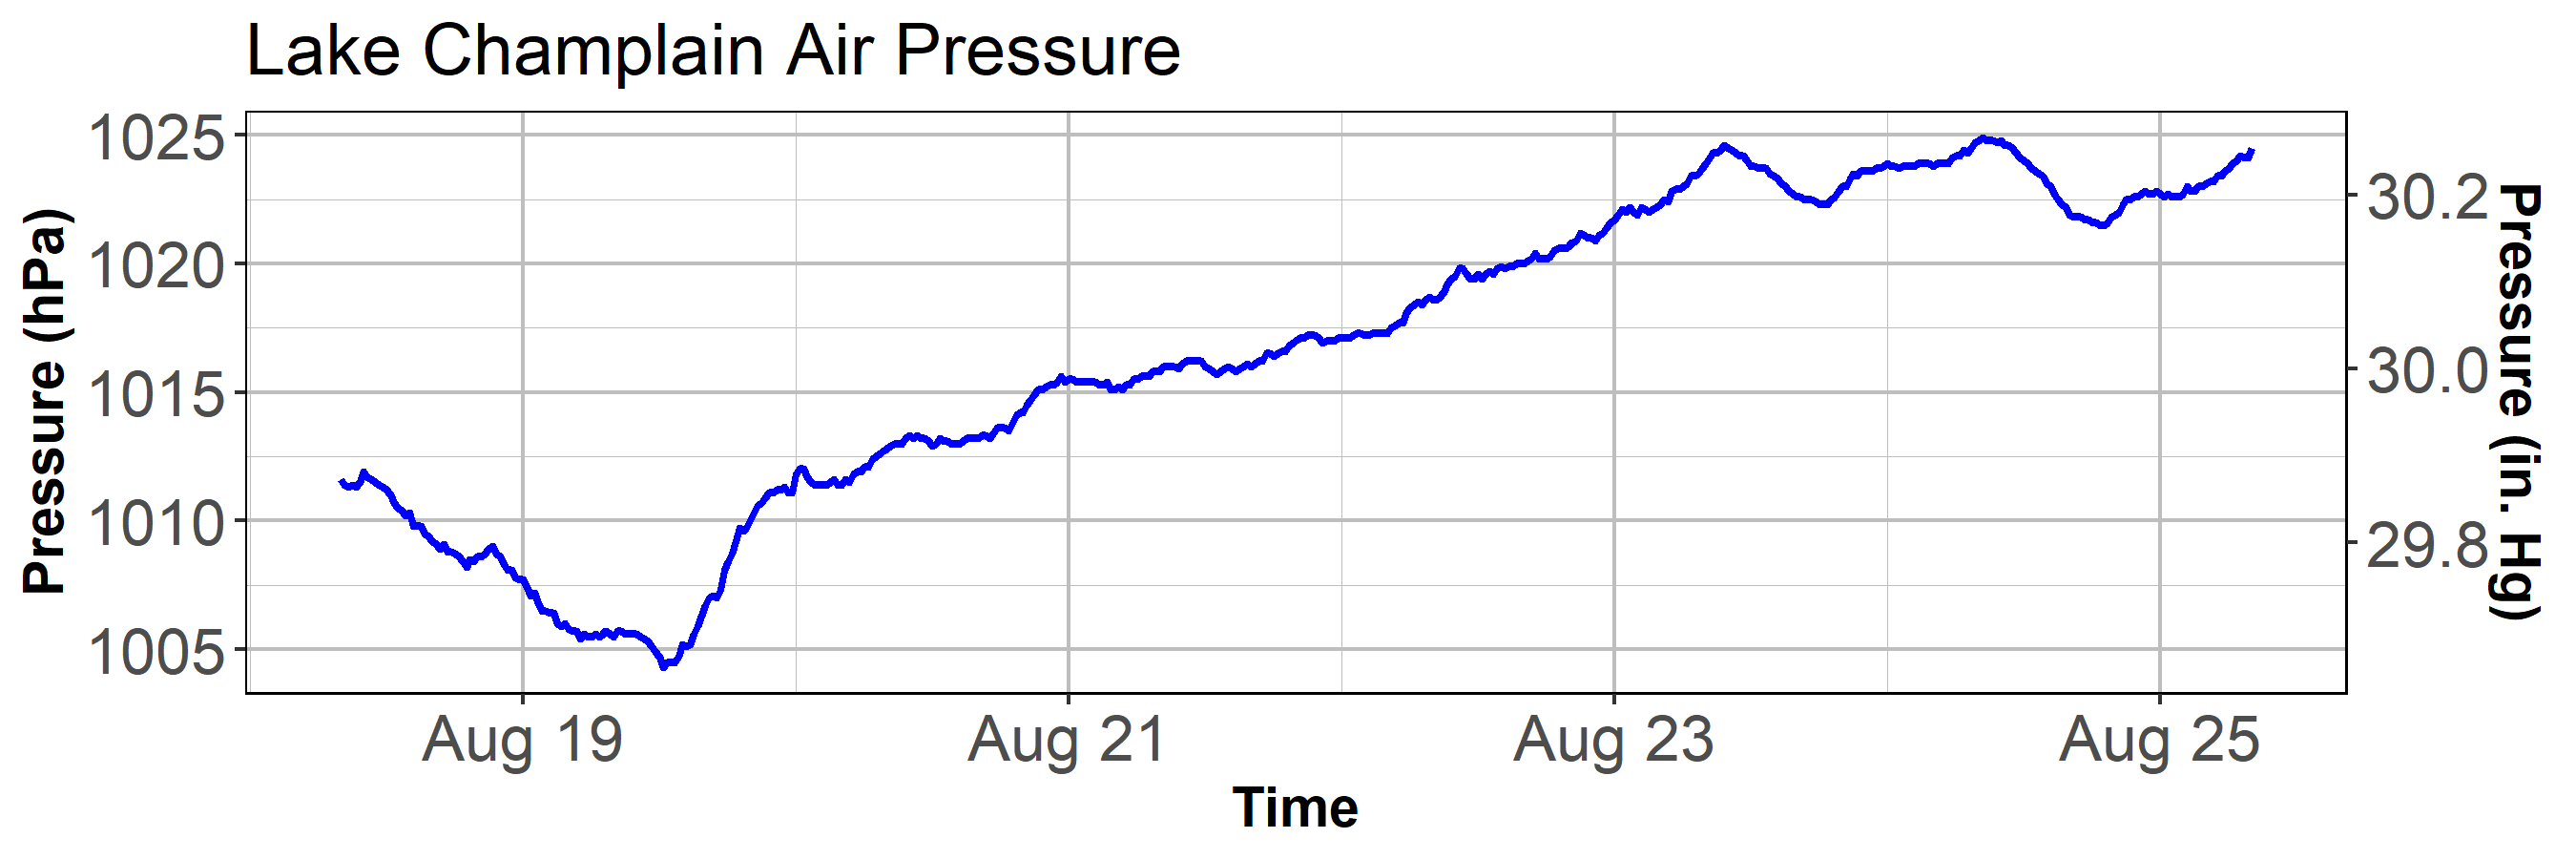 Lake Champlain Air Pressure
Pressure (hPa)
1025
1020
1015
1010
1005
30.2
30.0
29.8
Pressure (in. Hg)
Aug 19
Aug 21
Aug 23
Aug 25
Time